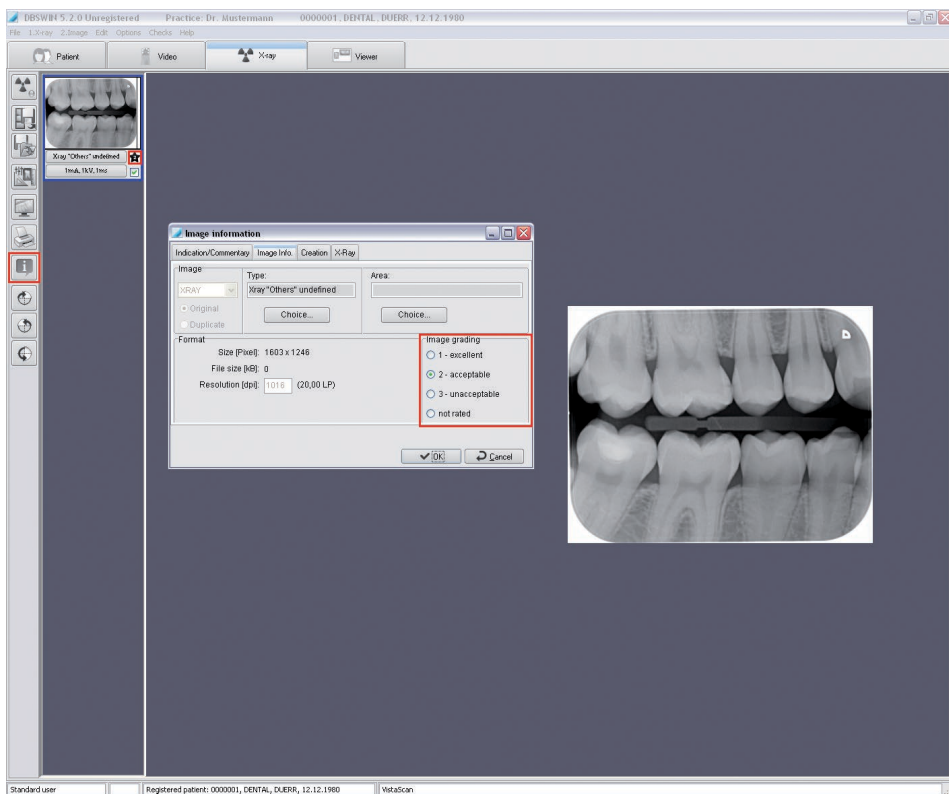 DBSWIN 5.2.0 Unregistered Practice: Dr. Mustermann 0000001, DENTAL, DUERR, 12.12.1980
File 1.X-ray 2.Image Edit Options Checks Help
Patient Video X-ray Viewer
Xray "Others" undefined
1mA, 1kV, 1ms
Image information
Indication/Commentary Image Info. Creation X-Ray
Image
Type:
Area:
XRAY
Xray "Others" undefined
Original
Duplicate
Choice...
Choice...
Format
Size [Pixel]: 1603 x 1246
File size [kB]: 0
Resolution [dpi]: 1016 (20,00 LP)
Image grading
1 - excellent
2 - acceptable
3 - unacceptable
not rated
OK
Cancel
Standard user Registered patient: 0000001, DENTAL, DUERR, 12.12.1980 VistaScan